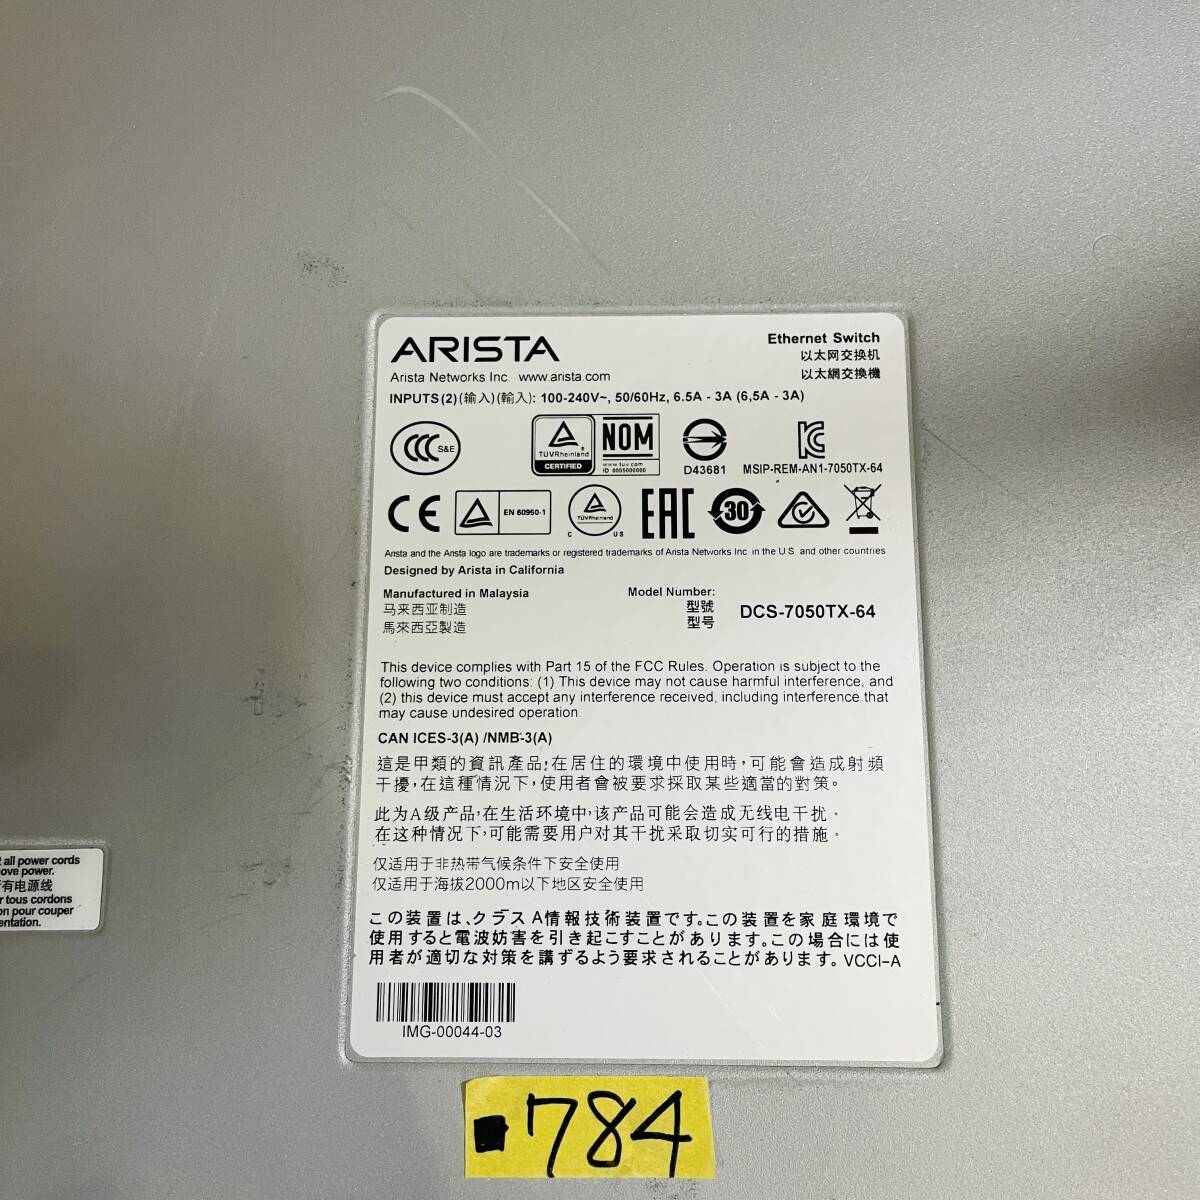 ARISTA
Ethernet Switch
以太网交换机
以太網交換機
Arista Networks Inc. www.arista.com
INPUTS(2)(输入)(輸入): 100-240V~, 50/60Hz, 6.5A - 3A (6,5A - 3A)
CCC S&E
TÜVRheinland
CERTIFIED
NOM
www.tuv.com
ID 0005000000
D43681
MSIP-REM-AN1-7050TX-64
CE
EN 60950-1
TÜVRheinland
C US
EAC
30
Arista and the Arista logo are trademarks or registered trademarks of Arista Networks Inc. in the U.S. and other countries
Designed by Arista in California
Manufactured in Malaysia
马来西亚制造
馬來西亞製造
Model Number:
型號
型号
DCS-7050TX-64
This device complies with Part 15 of the FCC Rules. Operation is subject to the
following two conditions: (1) This device may not cause harmful interference, and
(2) this device must accept any interference received, including interference that
may cause undesired operation.
CAN ICES-3(A) /NMB-3(A)
這是甲類的資訊產品,在居住的環境中使用時,可能會造成射頻
干擾,在這種情況下,使用者會被要求採取某些適當的對策。
此为A级产品,在生活环境中,该产品可能会造成无线电干扰。
在这种情况下,可能需要用户对其干扰采取切实可行的措施。
仅适用于非热带气候条件下安全使用
仅适用于海拔2000m以下地区安全使用
この装置は、クラスA情報技術装置です。この装置を家庭環境で
使用すると電波妨害を引き起こすことがあります。この場合には使
用者が適切な対策を講ずるよう要求されることがあります。VCCI-A
IMG-00044-03
all power cords
ove power.
有电源线
r tous cordons
on pour couper
entation.
■784